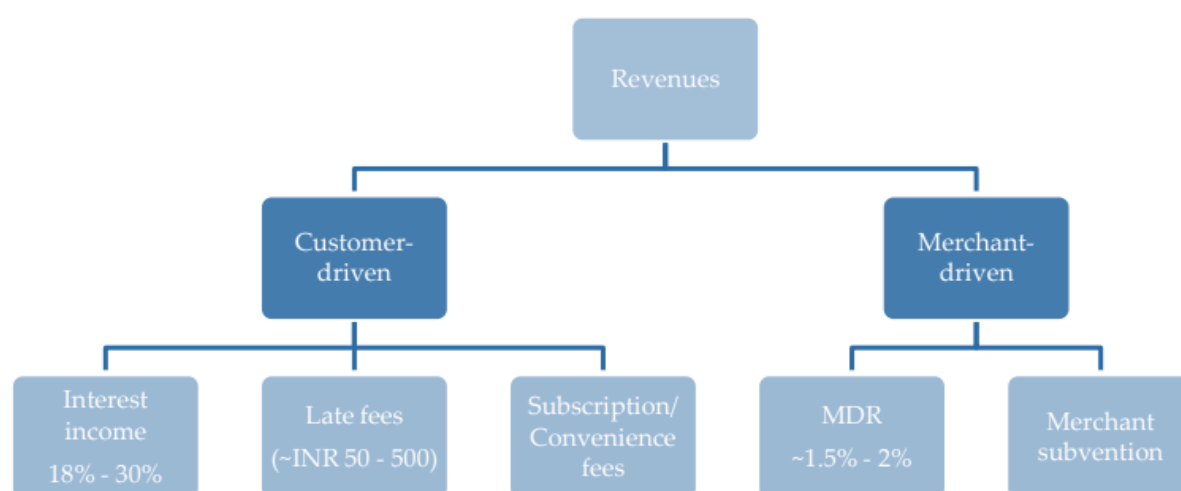 Revenues
Customer-
driven
Merchant-
driven
Interest
income
18% - 30%
Late fees
(~INR 50 - 500)
Subscription/
Convenience
fees
MDR
~1.5% - 2%
Merchant
subvention